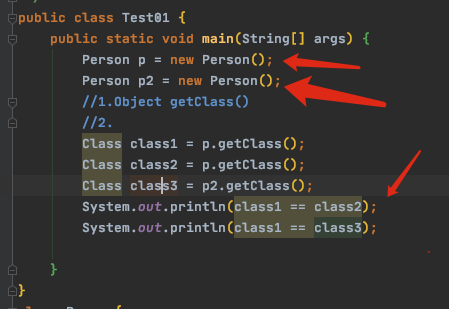 public class Test01 {
public static void main(String[] args) {
Person p = new Person();
Person p2 = new Person();
//1.Object getClass()
//2.
Class class1 = p.getClass();
Class class2 = p.getClass();
Class class3 = p2.getClass();
System.out.println(class1 == class2);
System.out.println(class1 == class3);
}
}